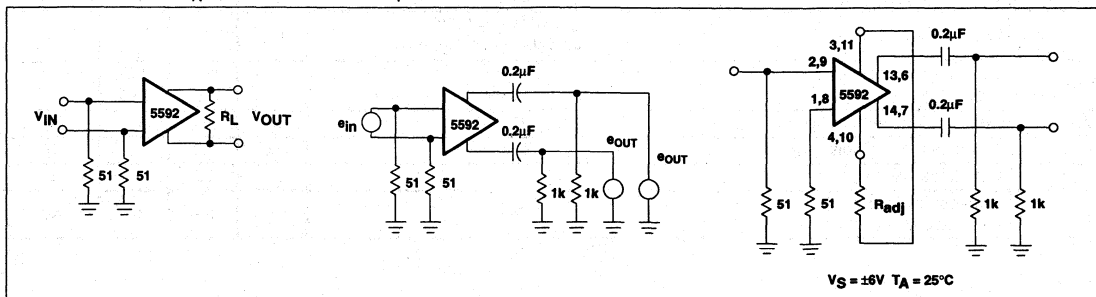 VIN
5592
RL
VOUT
51
51
ein
5592
0.2µF
0.2µF
eOUT
eOUT
51
51
1k
1k
2,9
1,8
3,11
5592
4,10
13,6
14,7
0.2µF
0.2µF
Radj
51
51
1k
1k
VS = ±6V TA = 25°C